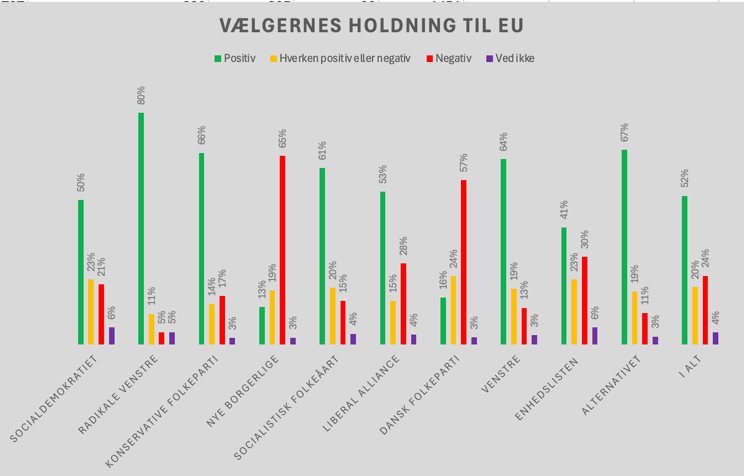 VÆLGERNES HOLDNING TIL EU
Positiv Hverken positiv eller negativ Negativ Ved ikke
50% 23% 21% 6%
80% 11% 5% 5%
66% 14% 17% 3%
13% 19% 65% 3%
61% 20% 15% 4%
53% 15% 28% 4%
16% 24% 57% 3%
64% 19% 13% 3%
41% 23% 30% 6%
67% 19% 11% 3%
52% 20% 24% 4%
SOCIALDEMOKRATIET
RADIKALE VENSTRE
KONSERVATIVE FOLKEPARTI
NYE BORGERLIGE
SOCIALISTISK FOLKEÅART
LIBERAL ALLIANCE
DANSK FOLKEPARTI
VENSTRE
ENHEDSLISTEN
ALTERNATIVET
I ALT